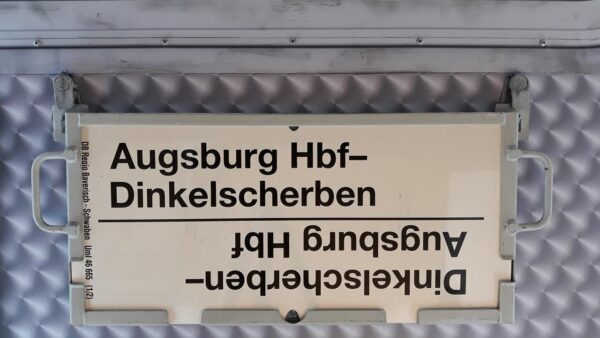 Augsburg Hbf–
Dinkelscherben
Dinkelscherben–
Augsburg Hbf
DB Regio Bayerisch - Schwaben Uml 46 665 (1/2)